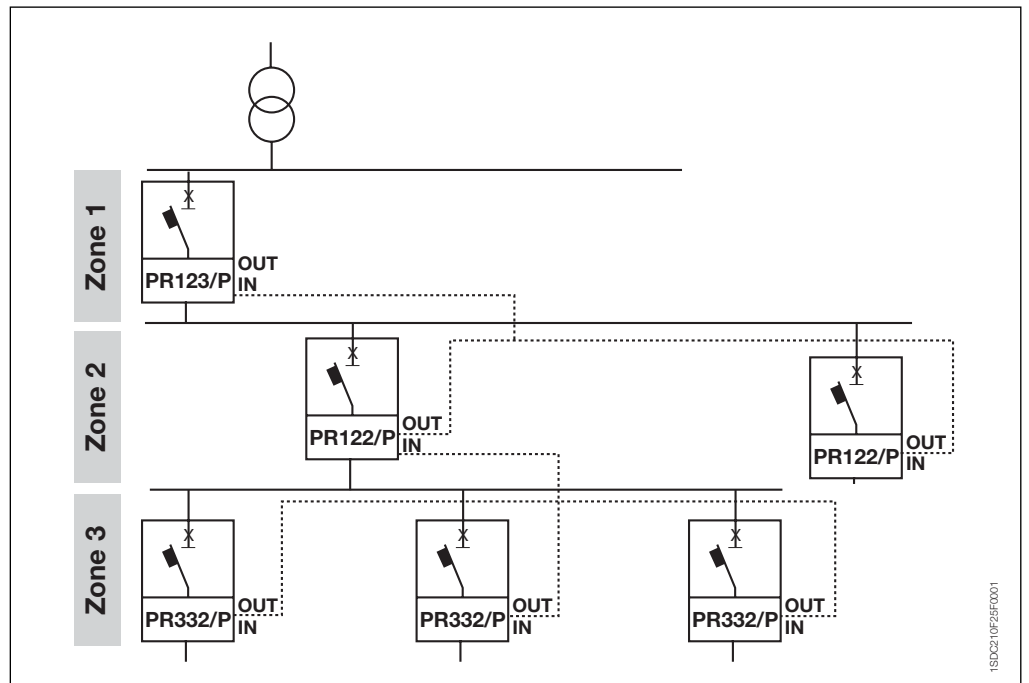 Zone 1
PR123/P
OUT
IN
Zone 2
PR122/P
OUT
IN
PR122/P
OUT
IN
Zone 3
PR332/P
OUT
IN
PR332/P
OUT
IN
PR332/P
OUT
IN
1SDC210F25F0001